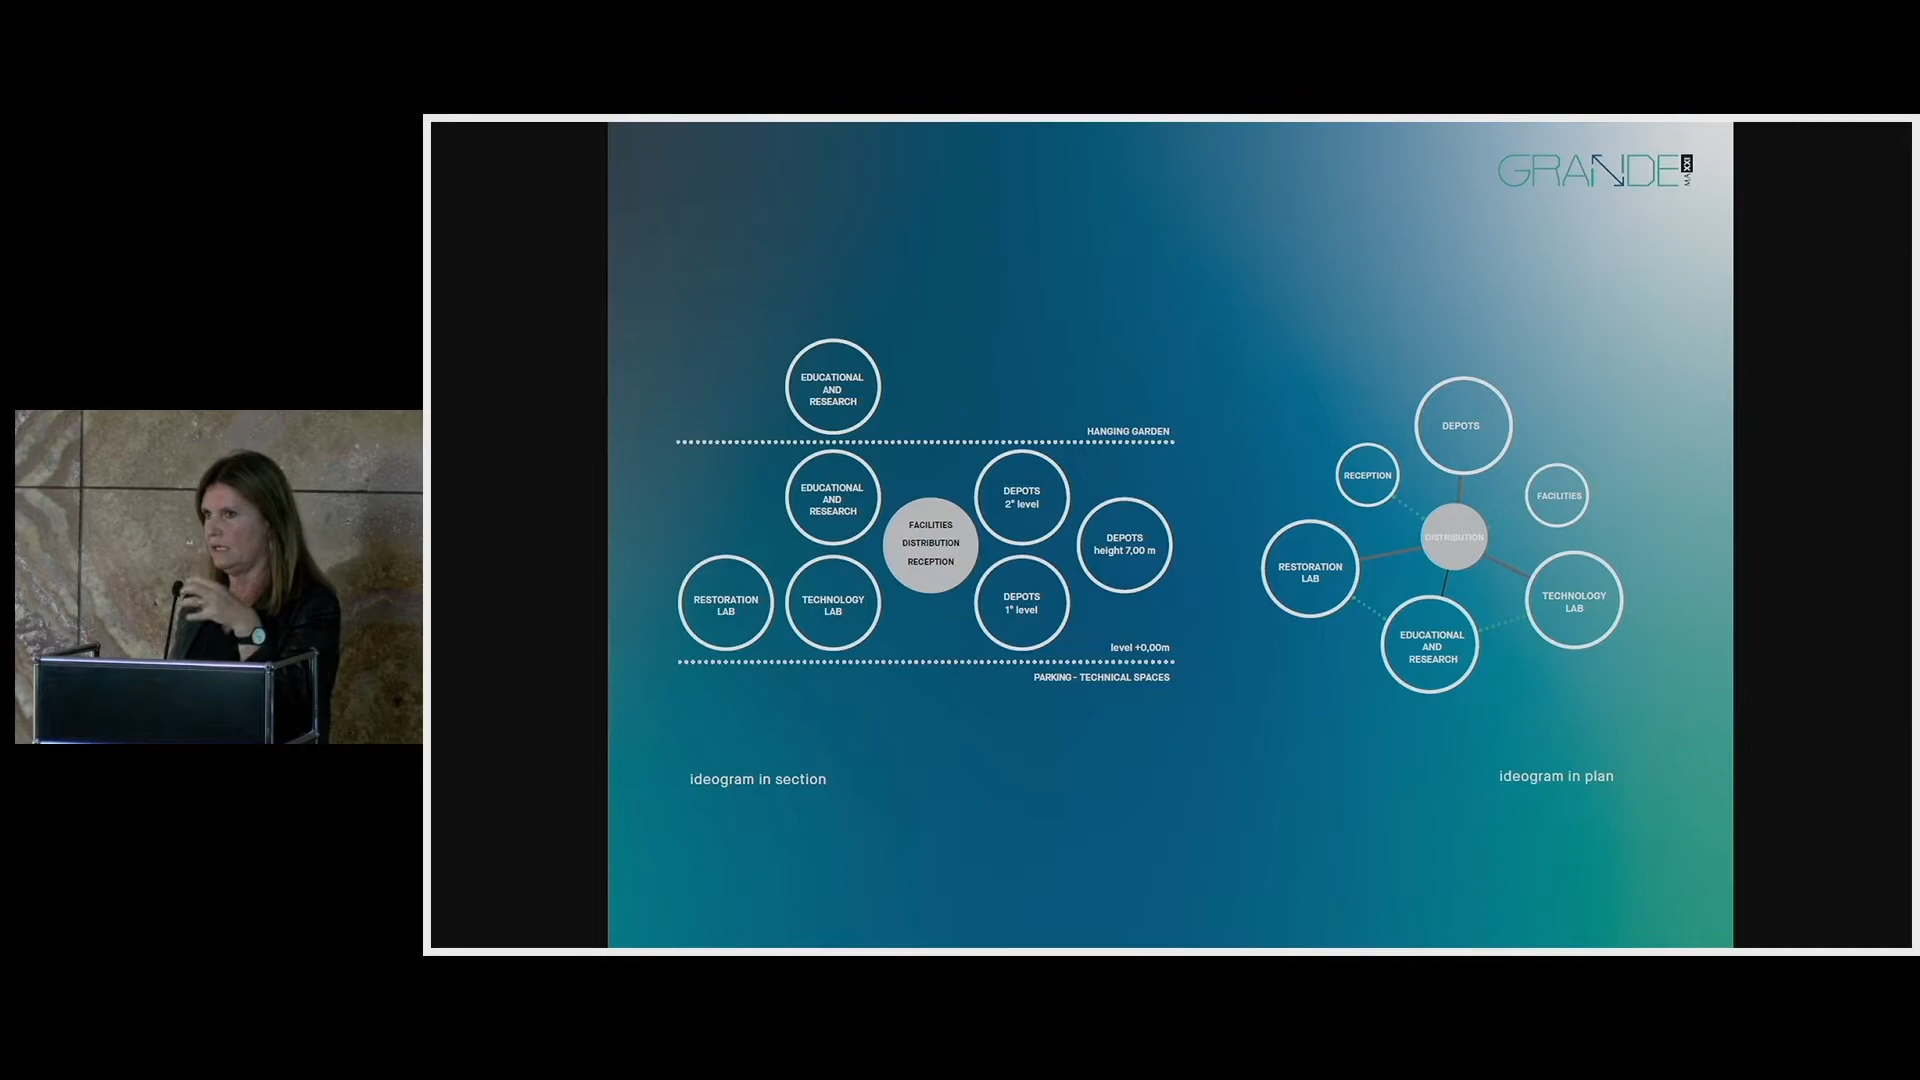 GRANDE
MAXXI
EDUCATIONAL
AND
RESEARCH
HANGING GARDEN
EDUCATIONAL
AND
RESEARCH
FACILITIES
DISTRIBUTION
RECEPTION
DEPOTS
2° level
DEPOTS
height 7,00 m
RESTORATION
LAB
TECHNOLOGY
LAB
DEPOTS
1° level
level +0,00m
PARKING - TECHNICAL SPACES
ideogram in section
DEPOTS
RECEPTION
FACILITIES
DISTRIBUTION
RESTORATION
LAB
TECHNOLOGY
LAB
EDUCATIONAL
AND
RESEARCH
ideogram in plan